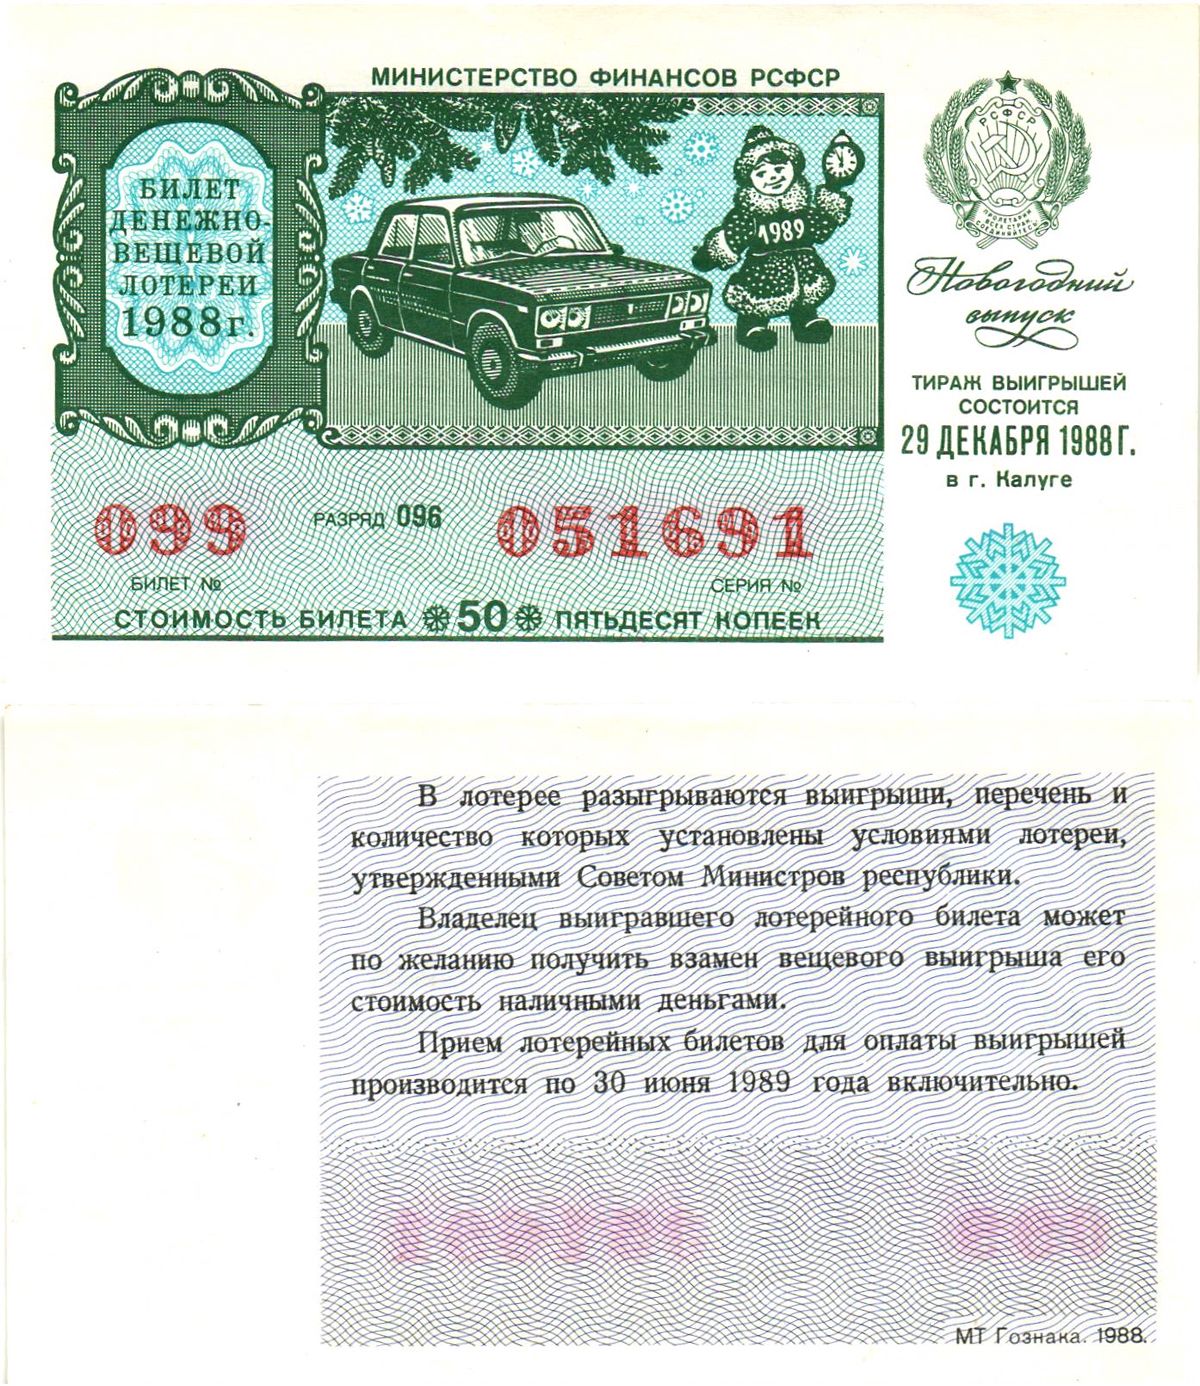 МИНИСТЕРСТВО ФИНАНСОВ РСФСР
БИЛЕТ
ДЕНЕЖНО-
ВЕЩЕВОЙ
ЛОТЕРЕИ
1988 г.
1989
РСФСР
ПРОЛЕТАРИИ
ВСЕХ СТРАН,
СОЕДИНЯЙТЕСЬ!
Новогодний
выпуск
ТИРАЖ ВЫИГРЫШЕЙ
СОСТОИТСЯ
29 ДЕКАБРЯ 1988 Г.
в г. Калуге
099 РАЗРЯД 096 051691
БИЛЕТ № СЕРИЯ №
СТОИМОСТЬ БИЛЕТА 50 ПЯТЬДЕСЯТ КОПЕЕК
В лотерее разыгрываются выигрыши, перечень и
количество которых установлены условиями лотереи,
утвержденными Советом Министров республики.
Владелец выигравшего лотерейного билета может
по желанию получить взамен вещевого выигрыша его
стоимость наличными деньгами.
Прием лотерейных билетов для оплаты выигрышей
производится по 30 июня 1989 года включительно.
МТ Гознака. 1988.